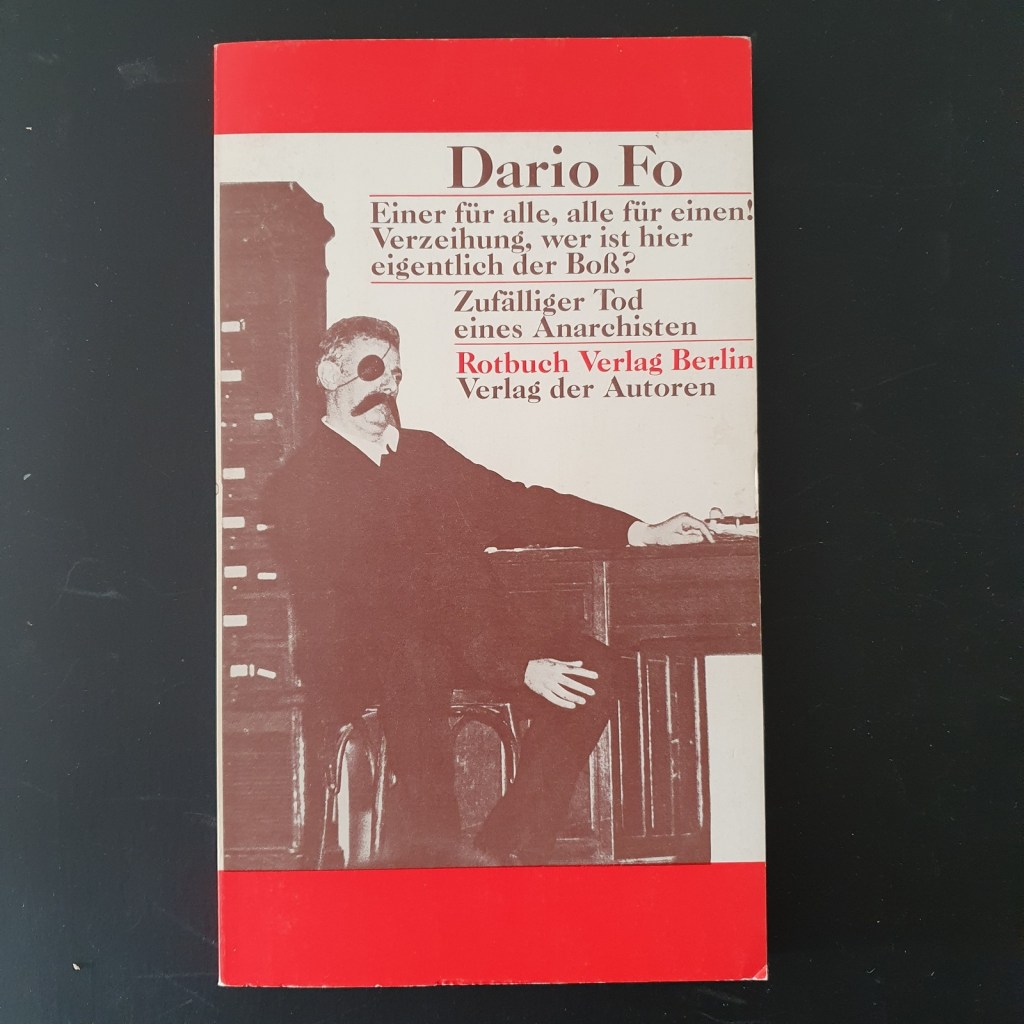 Dario Fo
Einer für alle, alle für einen!
Verzeihung, wer ist hier
eigentlich der Boß?
Zufälliger Tod
eines Anarchisten
Rotbuch Verlag Berlin
Verlag der Autoren